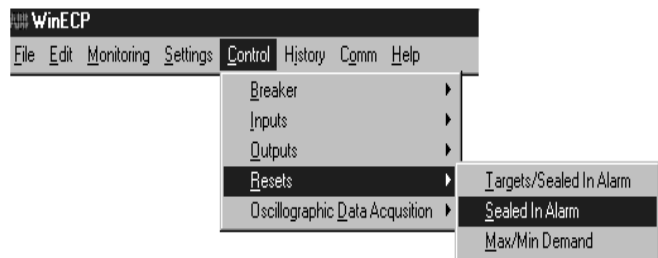 WinECP
File Edit Monitoring Settings Control History Comm Help
Breaker
Inputs
Outputs
Resets
Oscillographic Data Acqusition
Targets/Sealed In Alarm
Sealed In Alarm
Max/Min Demand